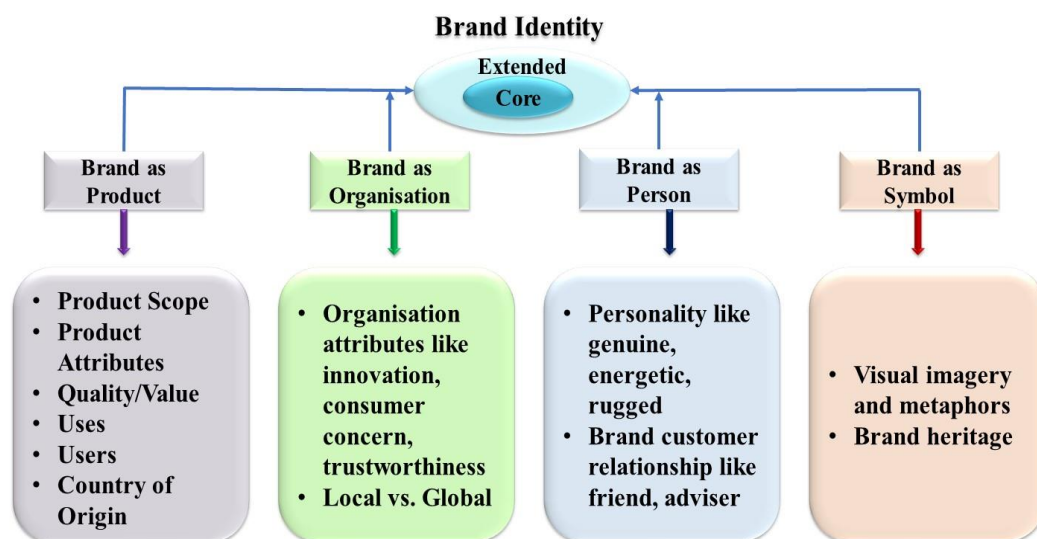 Brand Identity
Extended
Core
Brand as
Product
Brand as
Organisation
Brand as
Person
Brand as
Symbol
• Product Scope
• Product
Attributes
• Quality/Value
• Uses
• Users
• Country of
Origin
• Organisation
attributes like
innovation,
consumer
concern,
trustworthiness
• Local vs. Global
• Personality like
genuine,
energetic,
rugged
• Brand customer
relationship like
friend, adviser
• Visual imagery
and metaphors
• Brand heritage